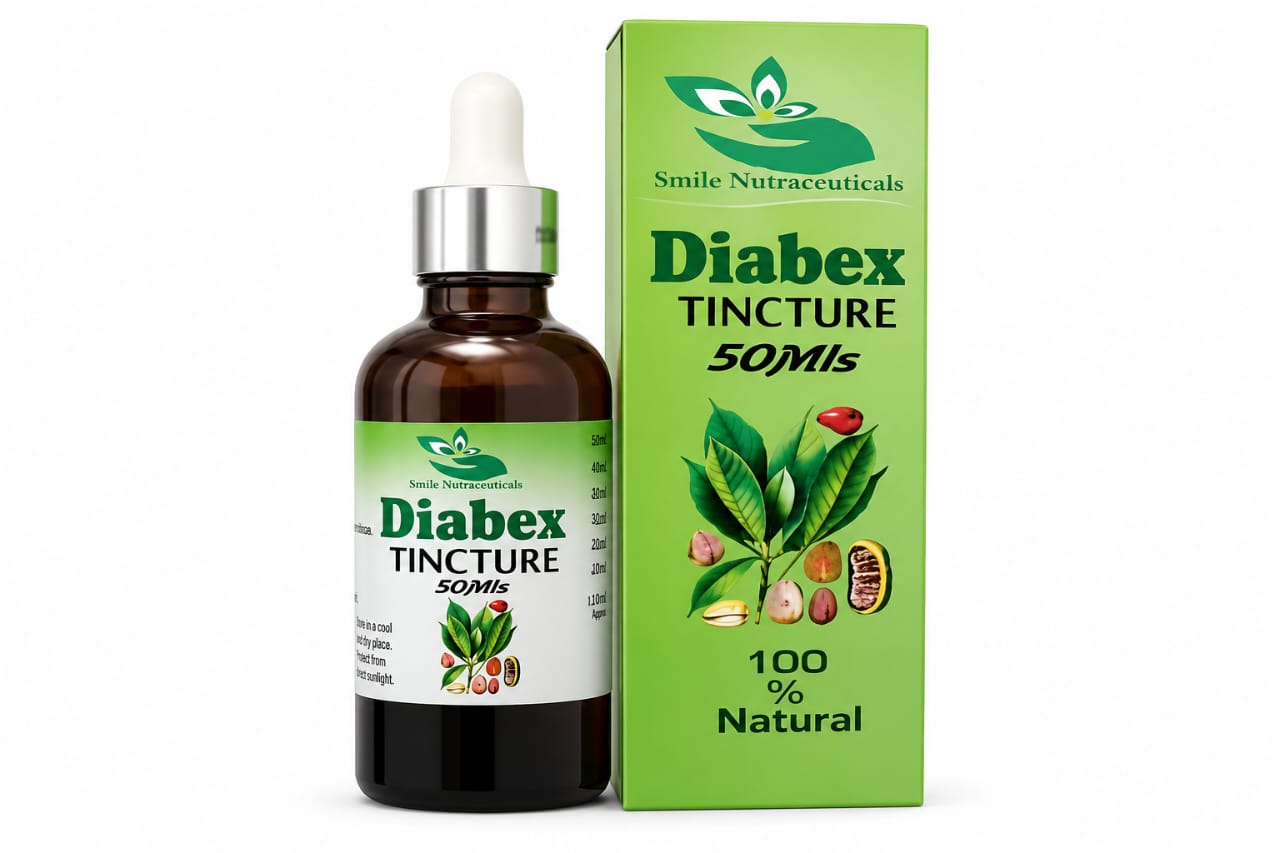 Smile Nutraceuticals
Diabex
TINCTURE
50Mls
100
%
Natural
Smile Nutraceuticals
Diabex
TINCTURE
50Mls
50ml
40ml
30ml
20ml
10ml
Approx
in a cool
and dry place.
Protect from
direct sunlight.